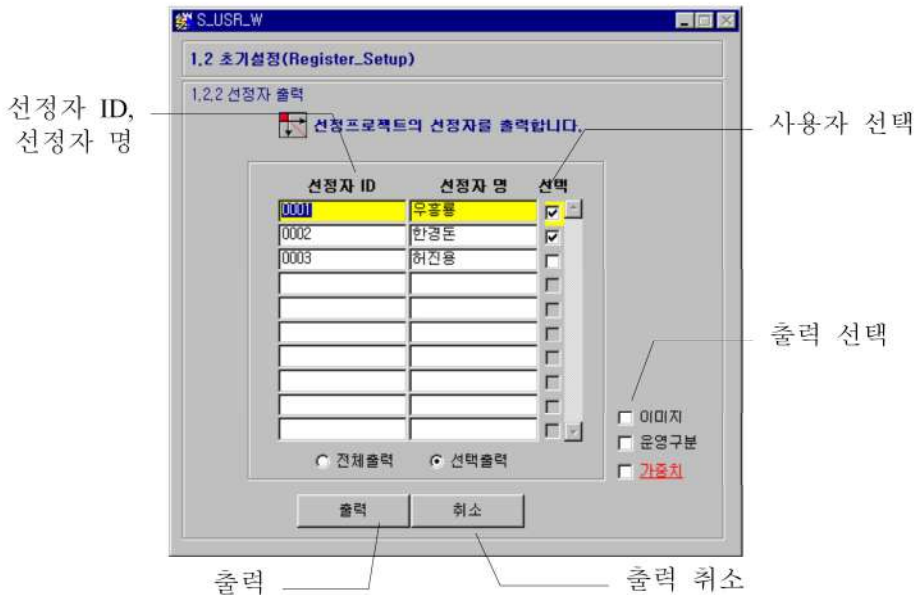 S_USR_W
1.2 초기설정(Register_Setup)
1.2.2 선정자 출력
선정자 ID,
선정자 명
선정프로젝트의 선정자를 출력합니다.
사용자 선택
선정자 ID 선정자 명 선택
0001 우흥룡
0002 한경돈
0003 허진용
출력 선택
이미지
운영구분
가중치
전체출력 선택출력
출력 취소
출력 출력 취소